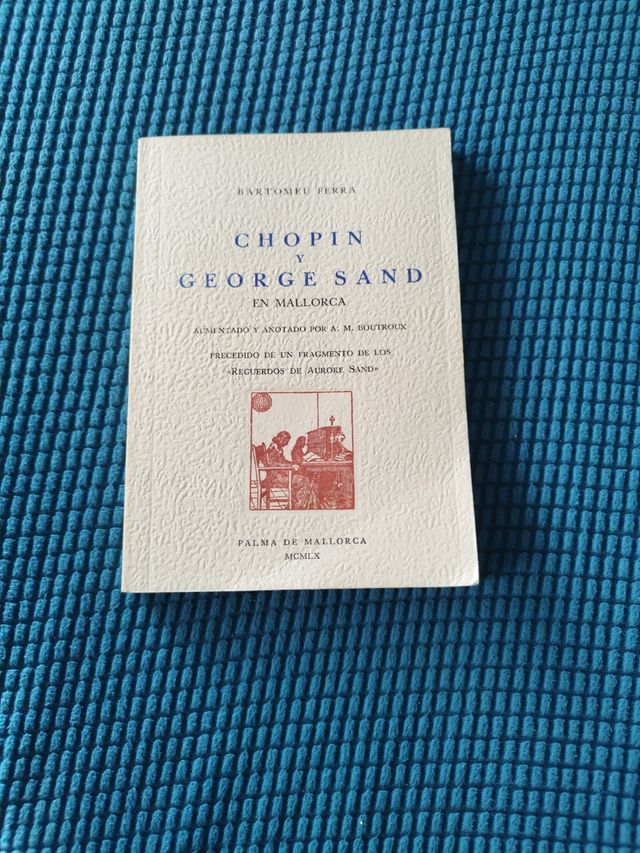 BARTOMEU FERRA
CHOPIN
Y
GEORGE SAND
EN MALLORCA
AUMENTADO Y ANOTADO POR A. M. BOUTROUX
PRECEDIDO DE UN FRAGMENTO DE LOS
«RECUERDOS DE AURORE SAND»
PALMA DE MALLORCA
MCMLX